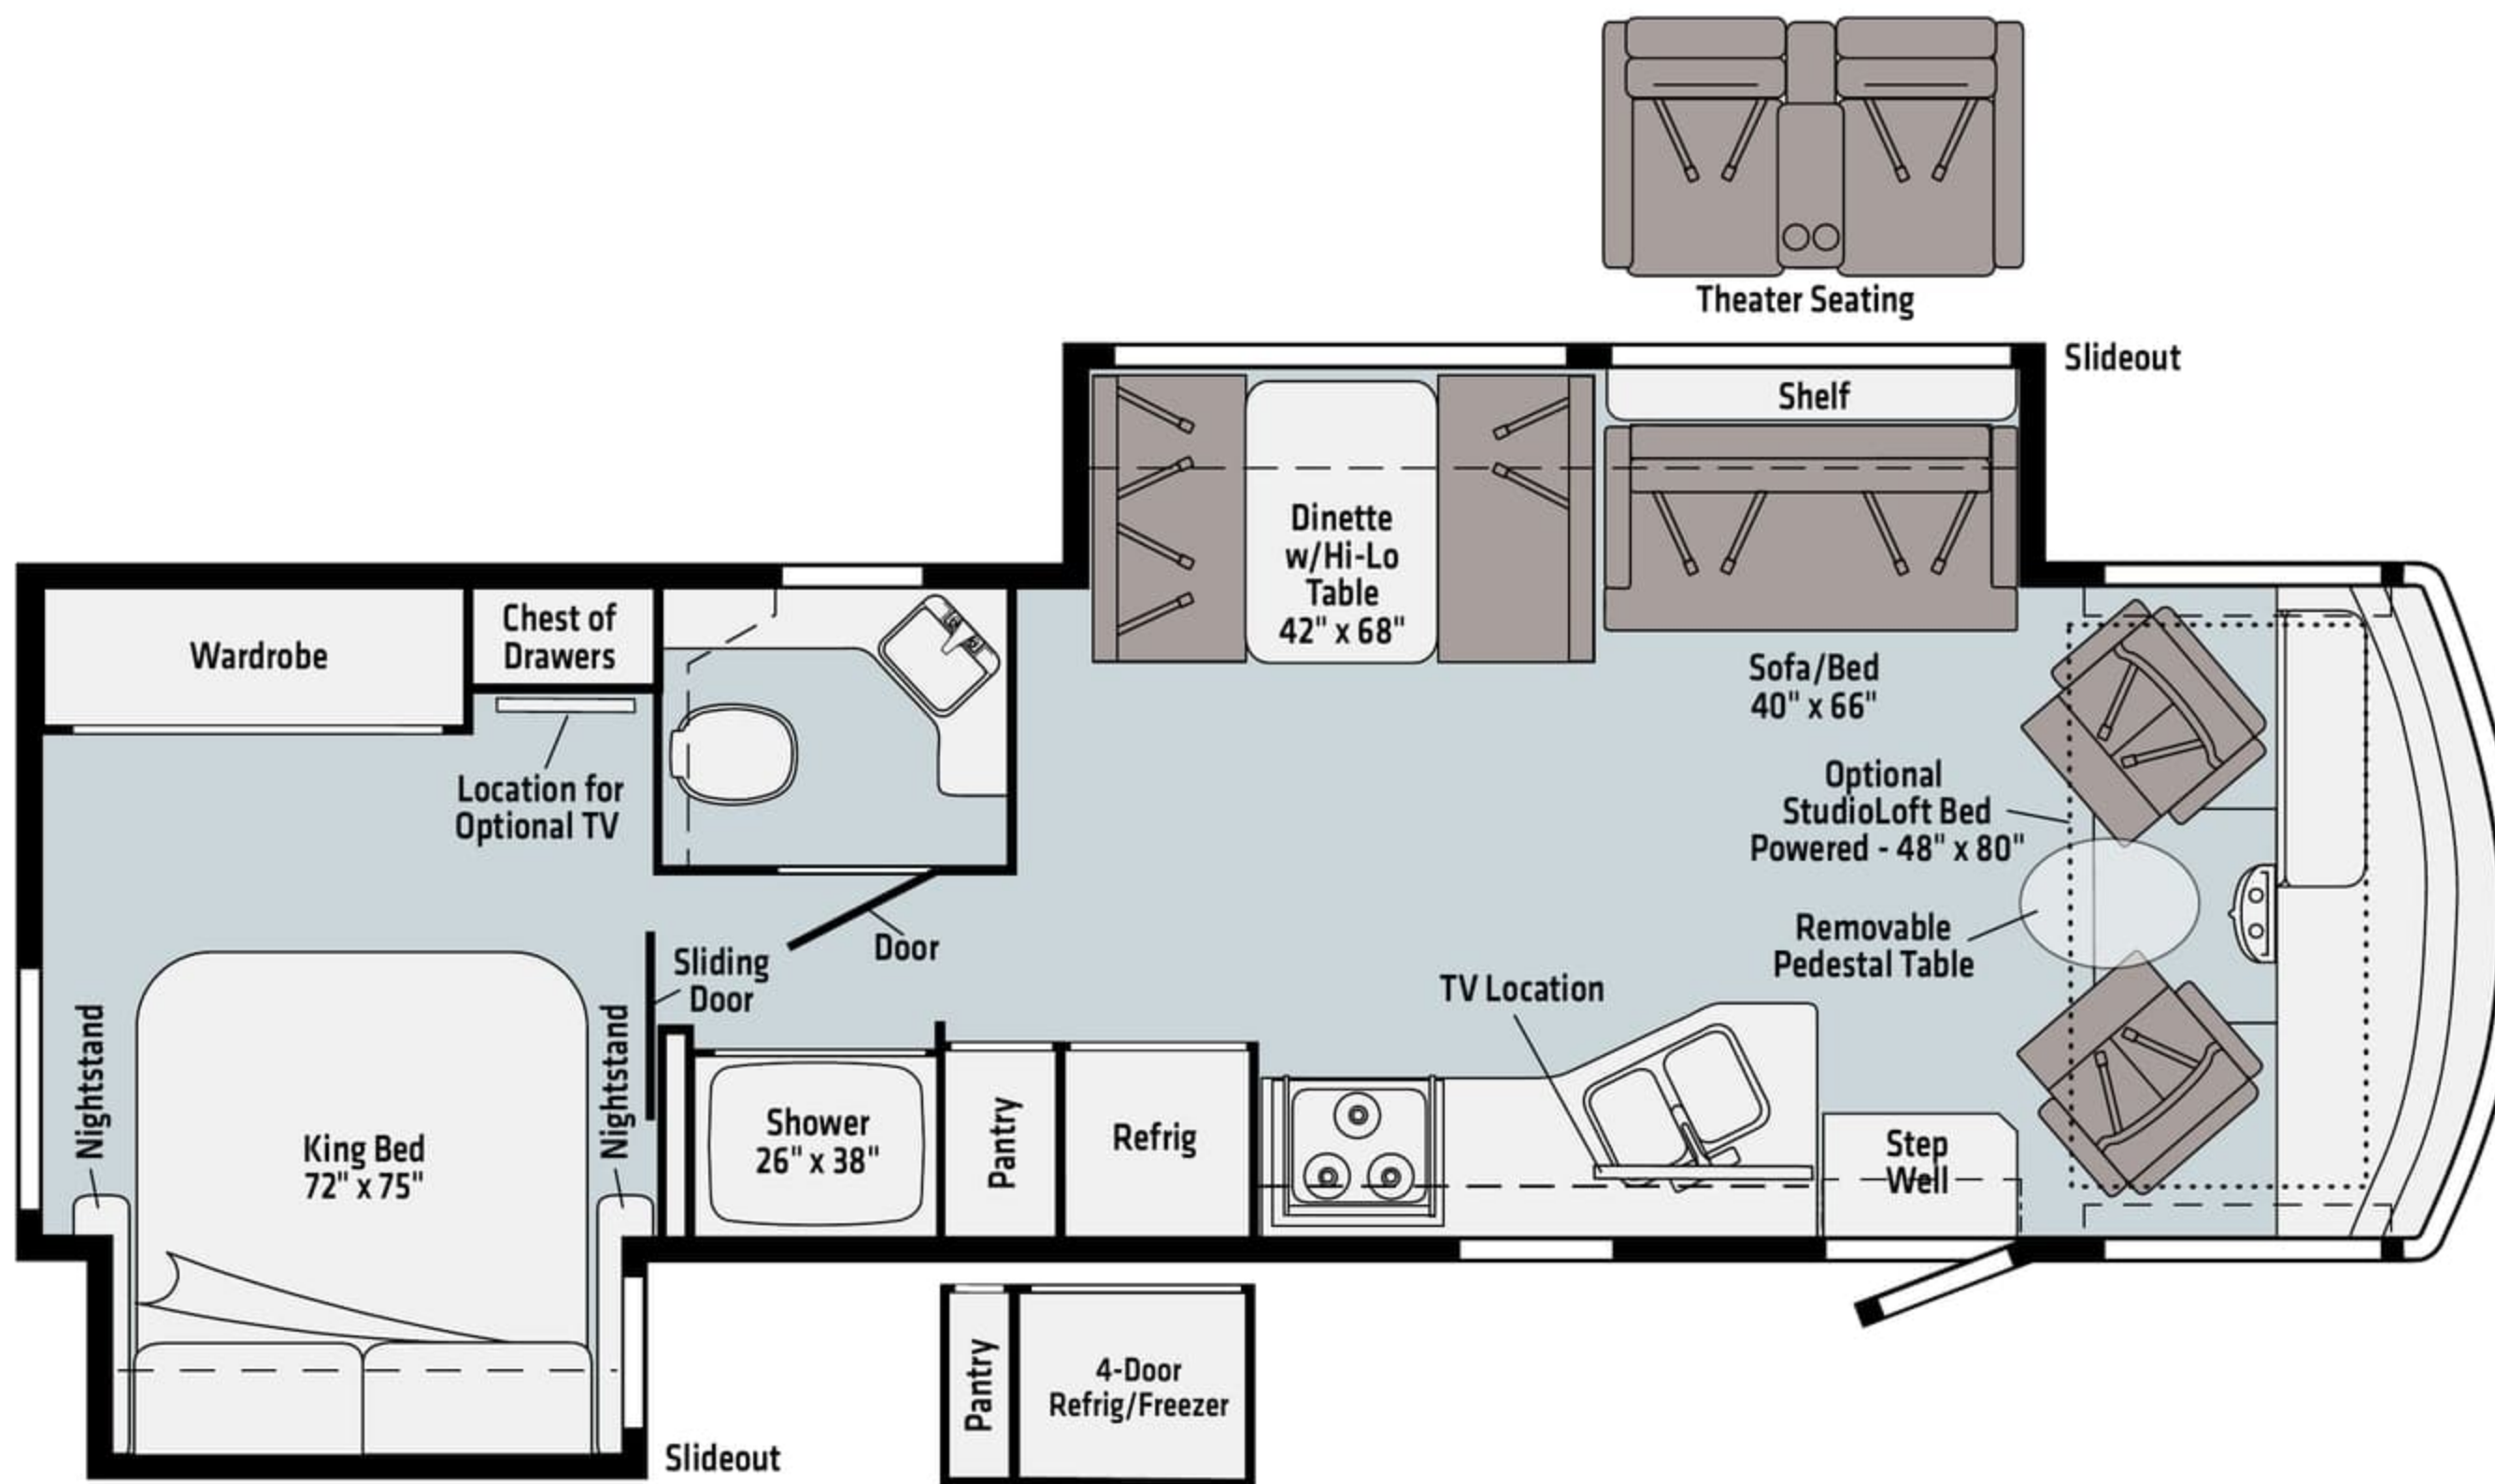 Theater Seating
Slideout
Shelf
Dinette
w/Hi-Lo
Table
42" x 68"
Wardrobe
Chest of
Drawers
Sofa/Bed
40" x 66"
Location for
Optional TV
Optional
StudioLoft Bed
Powered - 48" x 80"
Door
Removable
Pedestal Table
Sliding
Door
TV Location
Nightstand
King Bed
72" x 75"
Nightstand
Shower
26" x 38"
Pantry
Refrig
Step
Well
Pantry
4-Door
Refrig/Freezer
Slideout